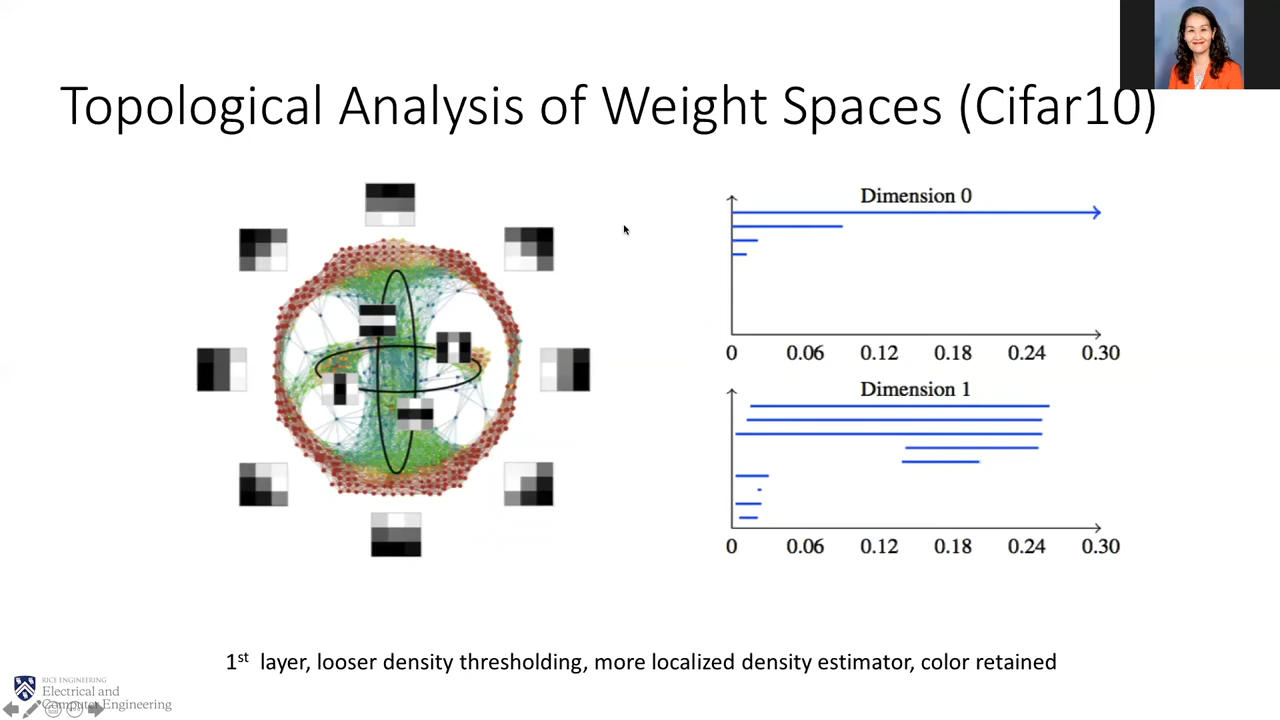 Topological Analysis of Weight Spaces (Cifar10)
Dimension 0
0 0.06 0.12 0.18 0.24 0.30
Dimension 1
0 0.06 0.12 0.18 0.24 0.30
1st layer, looser density thresholding, more localized density estimator, color retained
RICE ENGINEERING
Electrical and
Computer Engineering